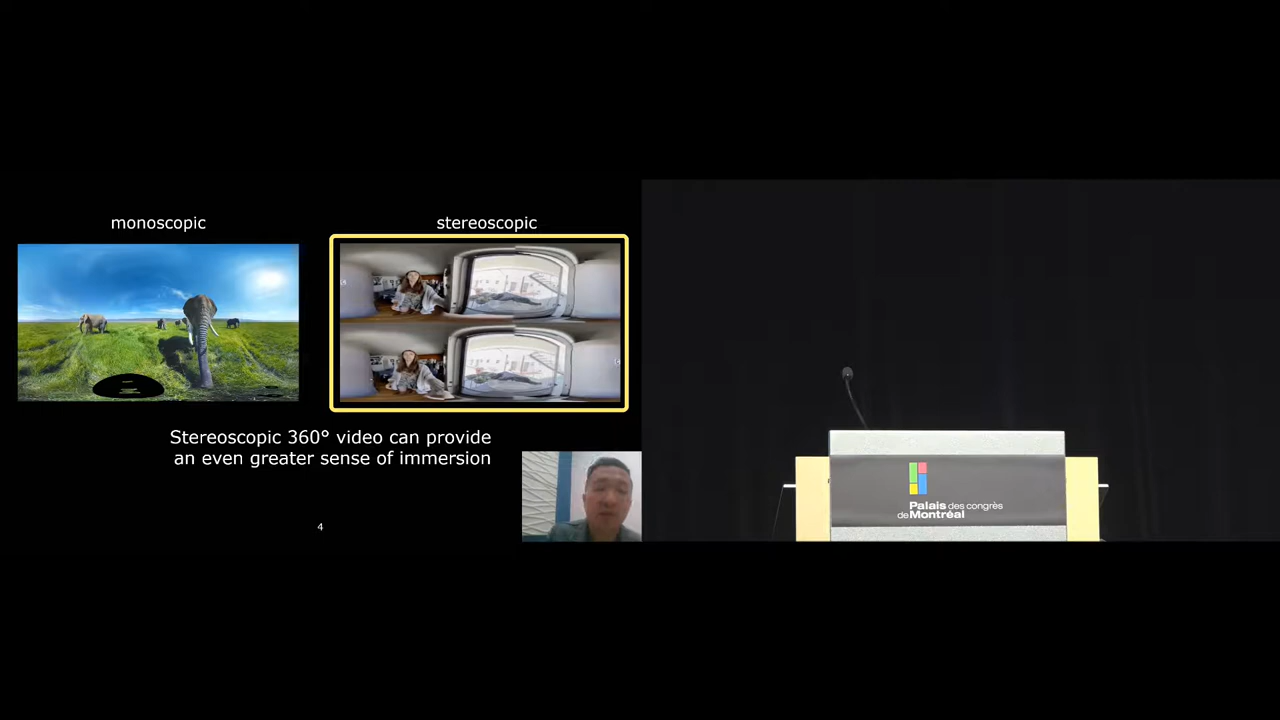 monoscopic
stereoscopic
Stereoscopic 360° video can provide
an even greater sense of immersion
4
Palais des congrès
de Montréal